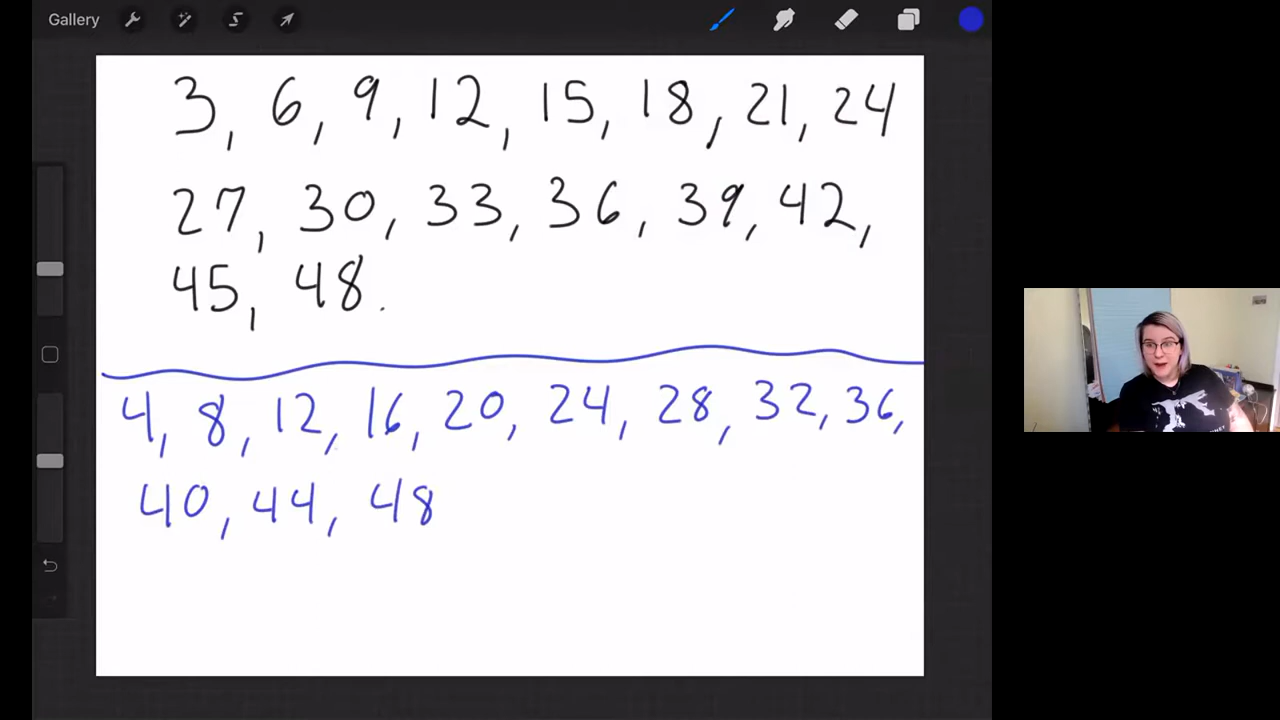 Gallery
3, 6, 9, 12, 15, 18, 21, 24
27, 30, 33, 36, 39, 42,
45, 48.
4, 8, 12, 16, 20, 24, 28, 32, 36,
40, 44, 48